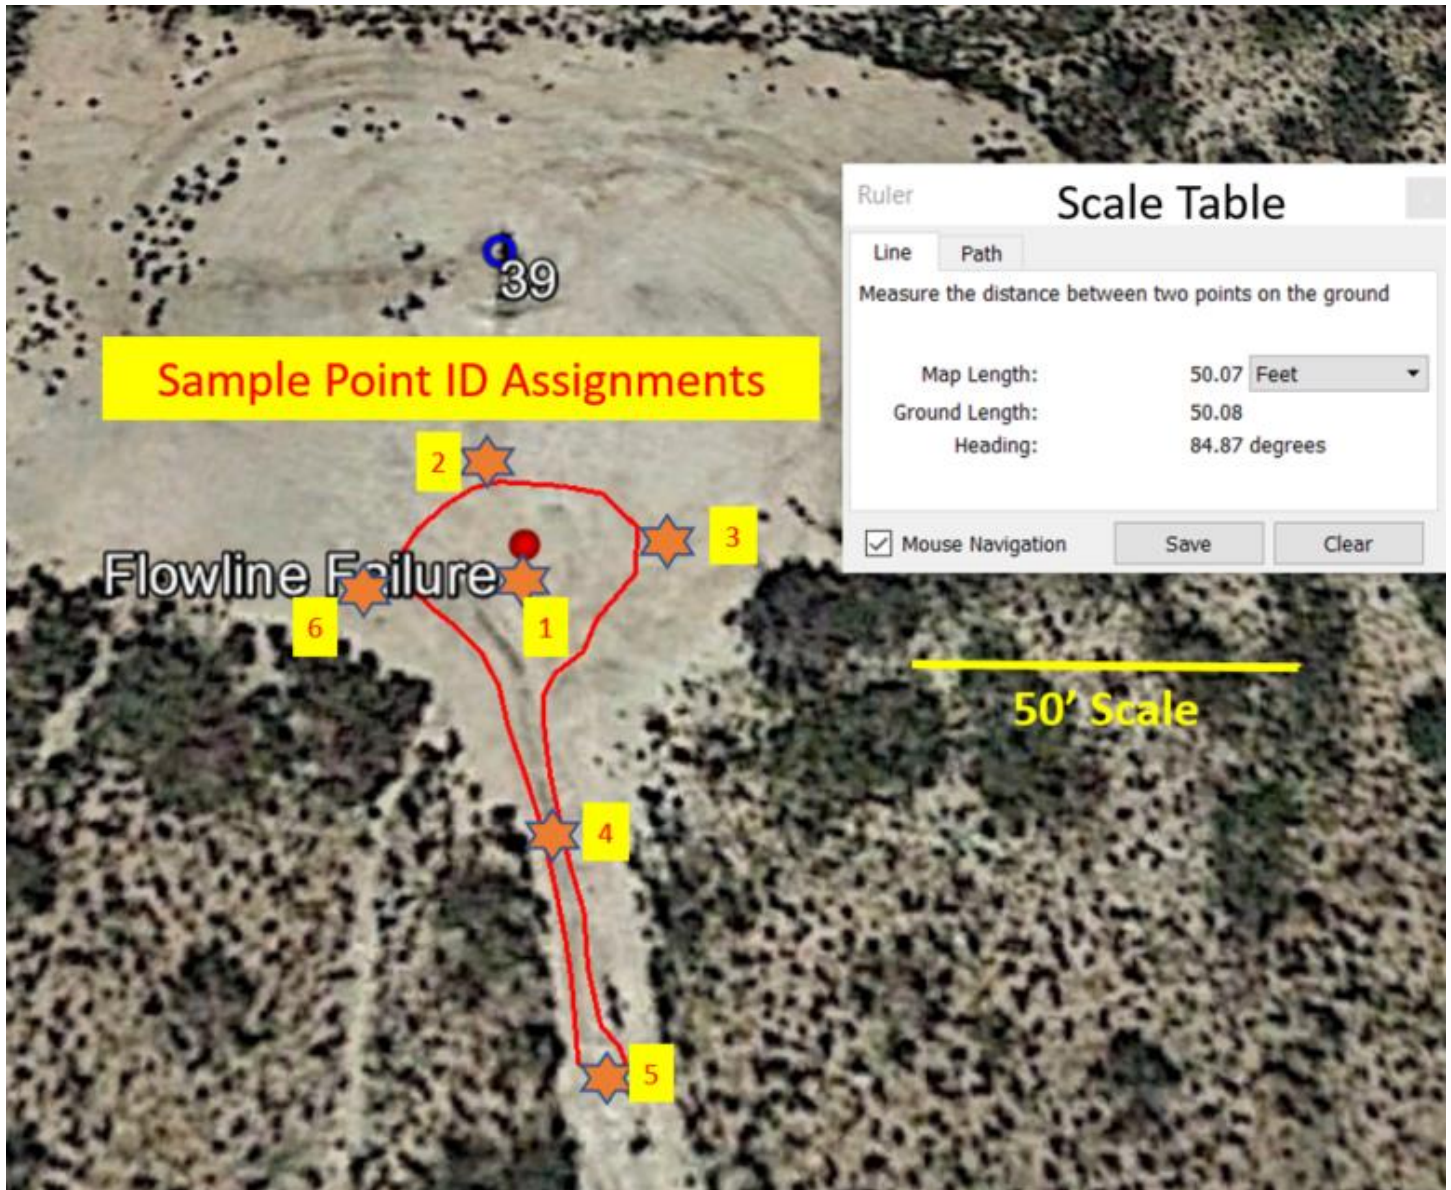 Ruler
Scale Table
Line
Path
Measure the distance between two points on the ground
Map Length:
50.07
Feet
Ground Length:
50.08
Heading:
84.87 degrees
Mouse Navigation
Save
Clear
39
Sample Point ID Assignments
2
3
Flowline Failure
6
1
50' Scale
4
5